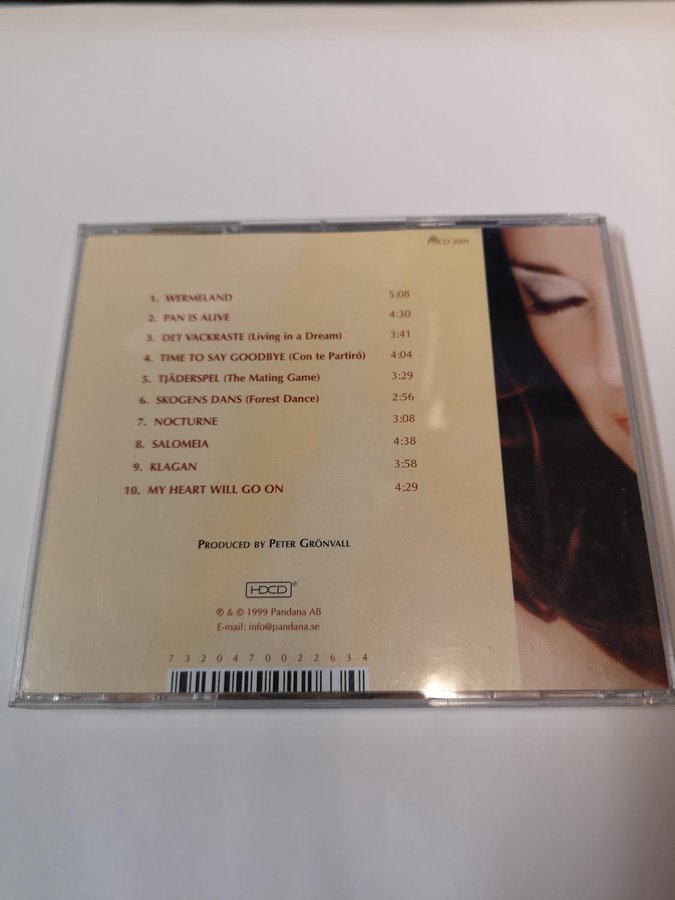 PDCD 2001
1. WERMELAND 5:08
2. PAN IS ALIVE 4:30
3. DET VACKRASTE (Living in a Dream) 3:41
4. TIME TO SAY GOODBYE (Con te Partiró) 4:04
5. TJÄDERSPEL (The Mating Game) 3:29
6. SKOGENS DANS (Forest Dance) 2:56
7. NOCTURNE 3:08
8. SALOMEIA 4:38
9. KLAGAN 3:58
10. MY HEART WILL GO ON 4:29
PRODUCED BY PETER GRÖNVALL
HDCD®
℗ & © 1999 Pandana AB
E-mail: info@pandana.se
7 3 2 0 4 7 0 0 2 2 6 3 4